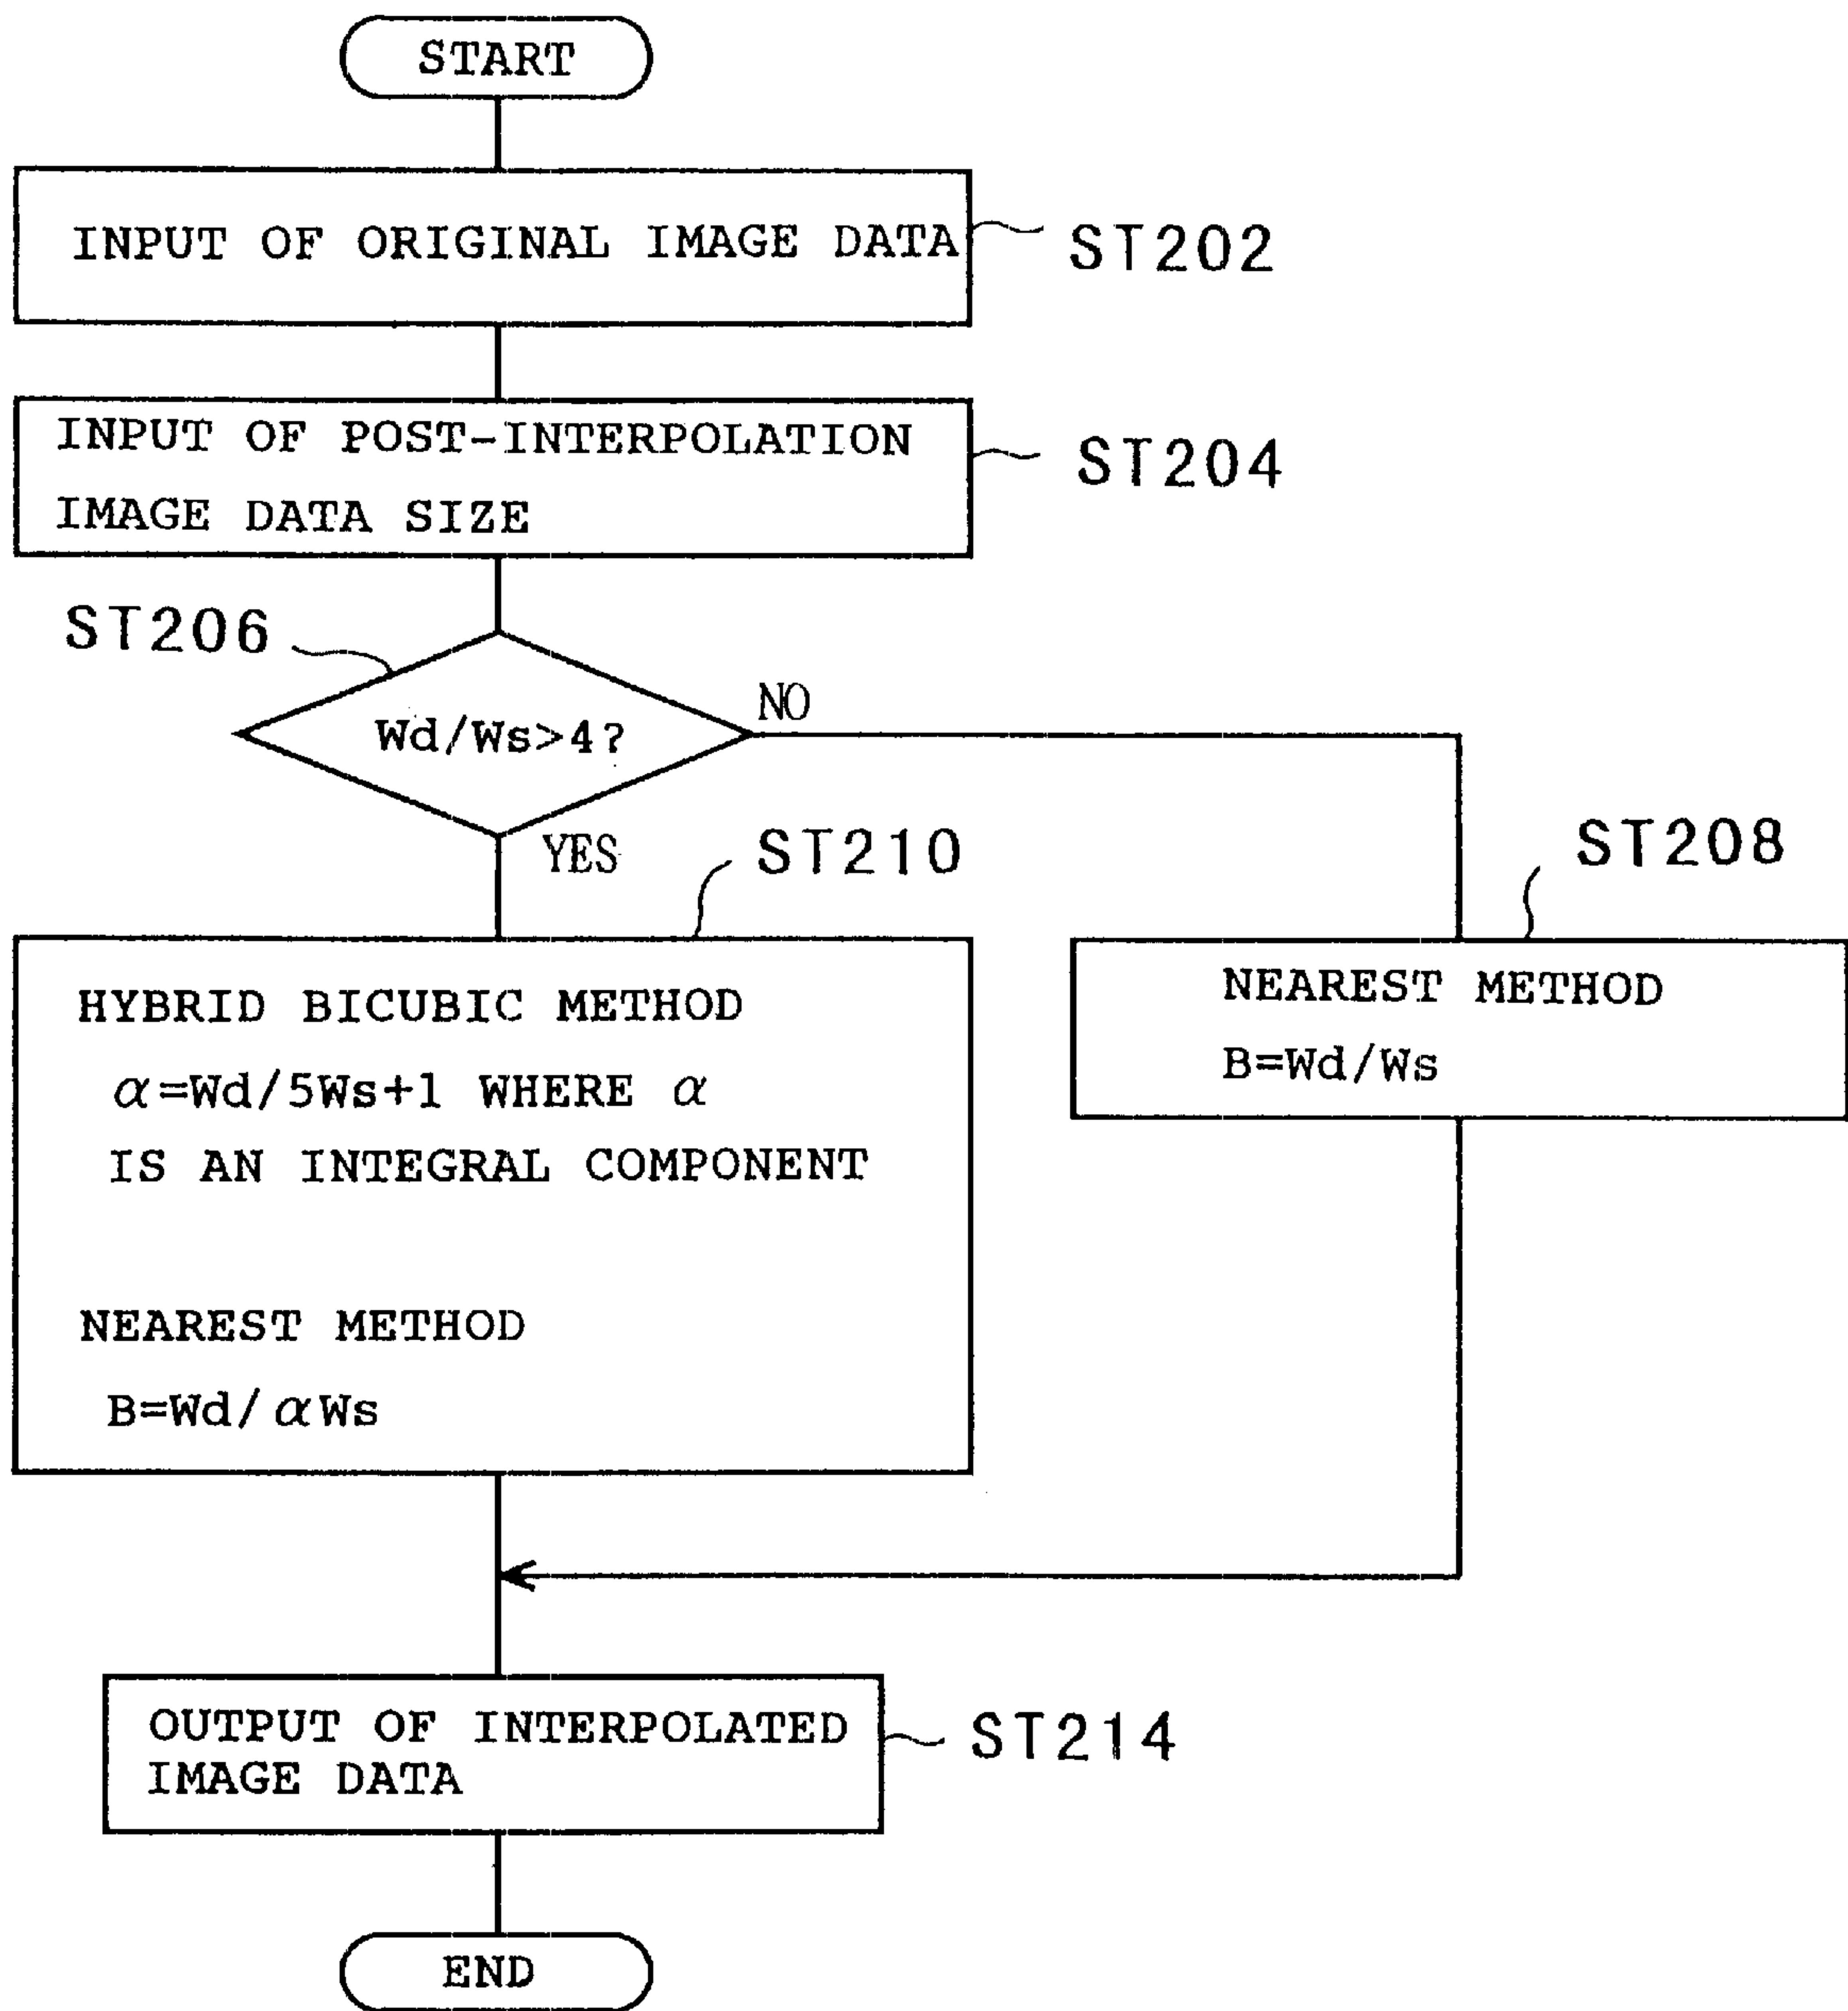 START
INPUT OF ORIGINAL IMAGE DATA
ST202
INPUT OF POST-INTERPOLATION
IMAGE DATA SIZE
ST204
ST206
Wd/Ws>4?
NO
YES
ST210
HYBRID BICUBIC METHOD
α=Wd/5Ws+1 WHERE α
IS AN INTEGRAL COMPONENT
NEAREST METHOD
B=Wd/αWs
ST208
NEAREST METHOD
B=Wd/Ws
OUTPUT OF INTERPOLATED
IMAGE DATA
ST214
END